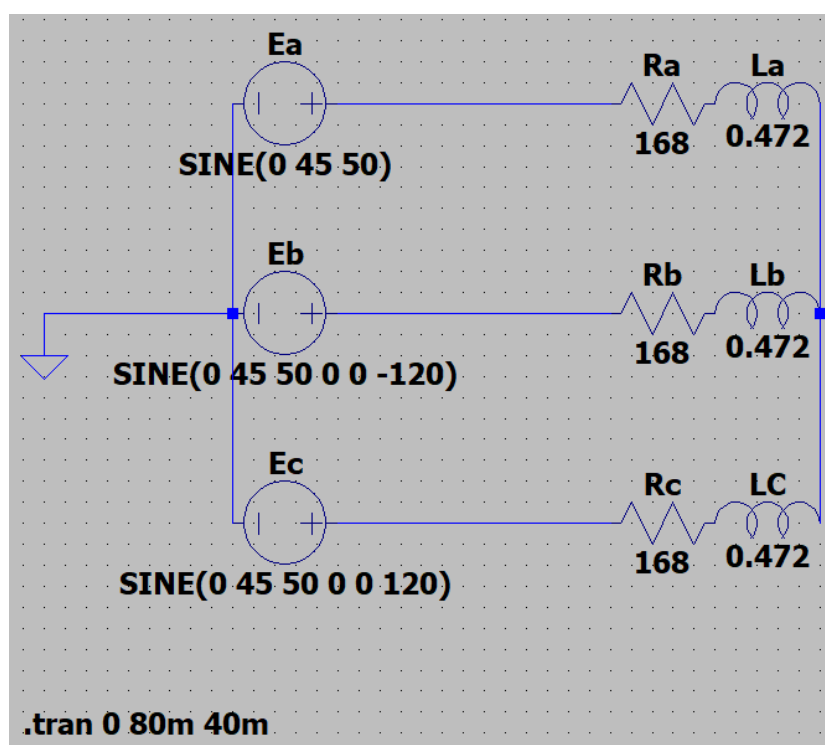 Ea
Ra La
168 0.472
SINE(0 45 50)
Eb
Rb Lb
168 0.472
SINE(0 45 50 0 0 -120)
Ec
Rc LC
168 0.472
SINE(0 45 50 0 0 120)
.tran 0 80m 40m